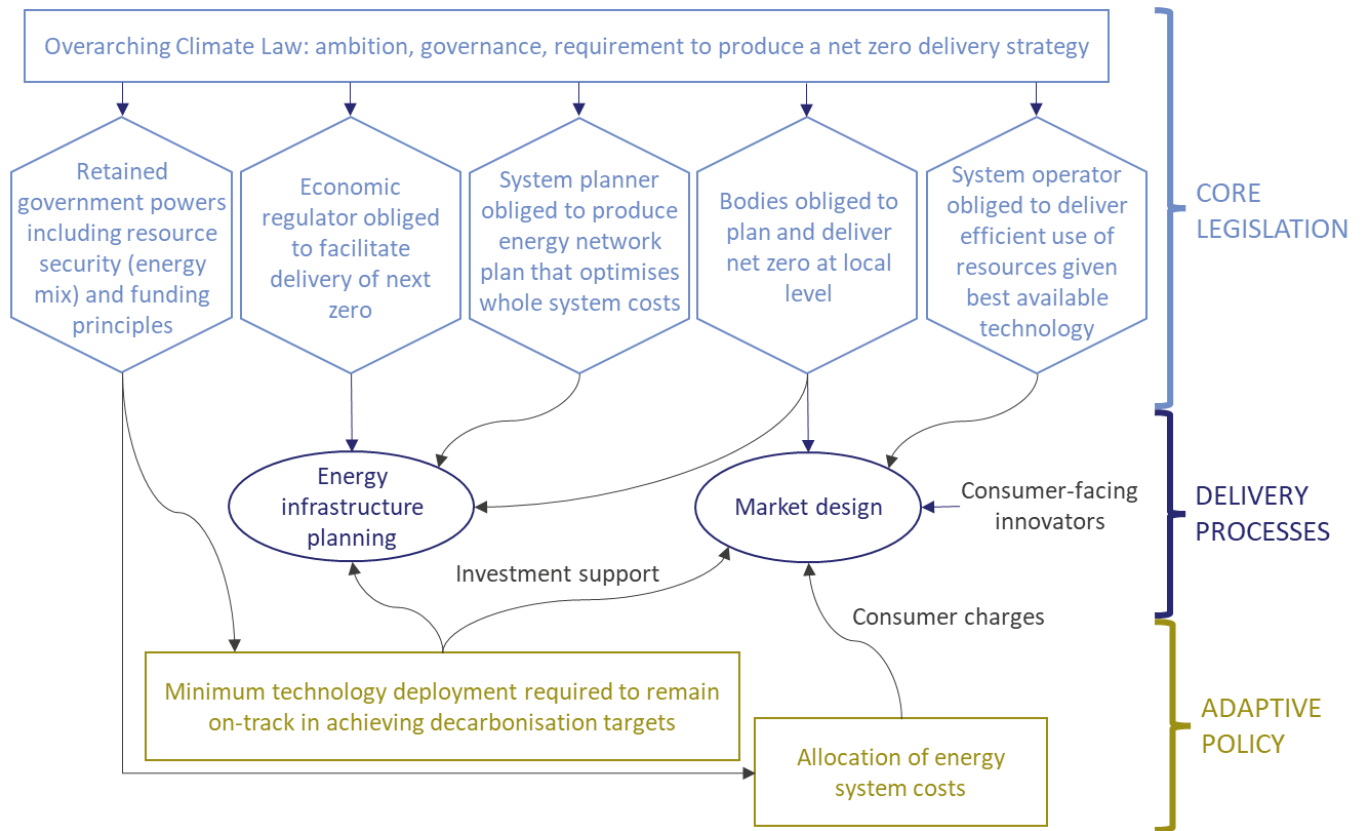 Overarching Climate Law: ambition, governance, requirement to produce a net zero delivery strategy
Retained
government powers
including resource
security (energy
mix) and funding
principles
Economic
regulator obliged
to facilitate
delivery of next
zero
System planner
obliged to produce
energy network
plan that optimises
whole system costs
Bodies obliged to
plan and deliver
net zero at local
level
System operator
obliged to deliver
efficient use of
resources given
best available
technology
CORE
LEGISLATION
Energy
infrastructure
planning
Market design
Consumer-facing
innovators
DELIVERY
PROCESSES
Investment support
Consumer charges
Minimum technology deployment required to remain
on-track in achieving decarbonisation targets
Allocation of energy
system costs
ADAPTIVE
POLICY